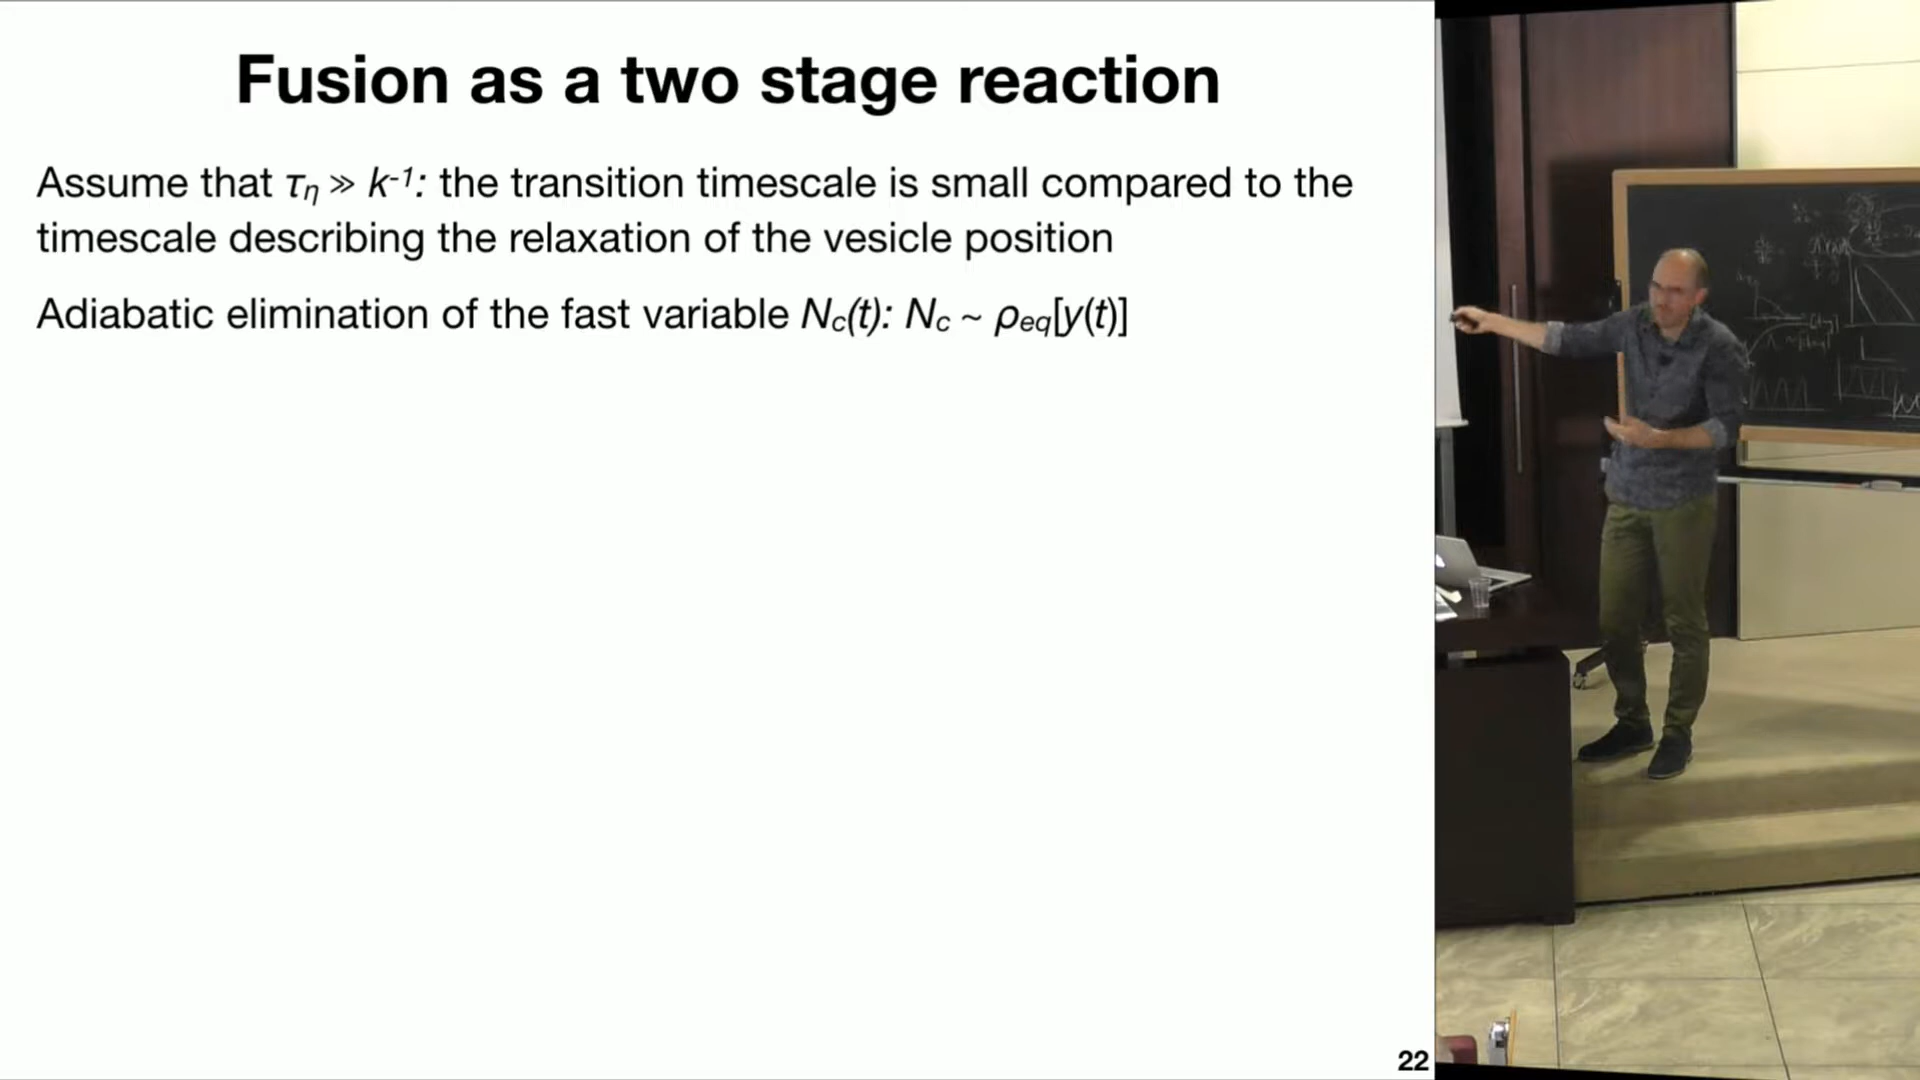 Fusion as a two stage reaction
Assume that τη ≫ k-1: the transition timescale is small compared to the
timescale describing the relaxation of the vesicle position
Adiabatic elimination of the fast variable Nc(t): Nc ~ ρeq[y(t)]
22